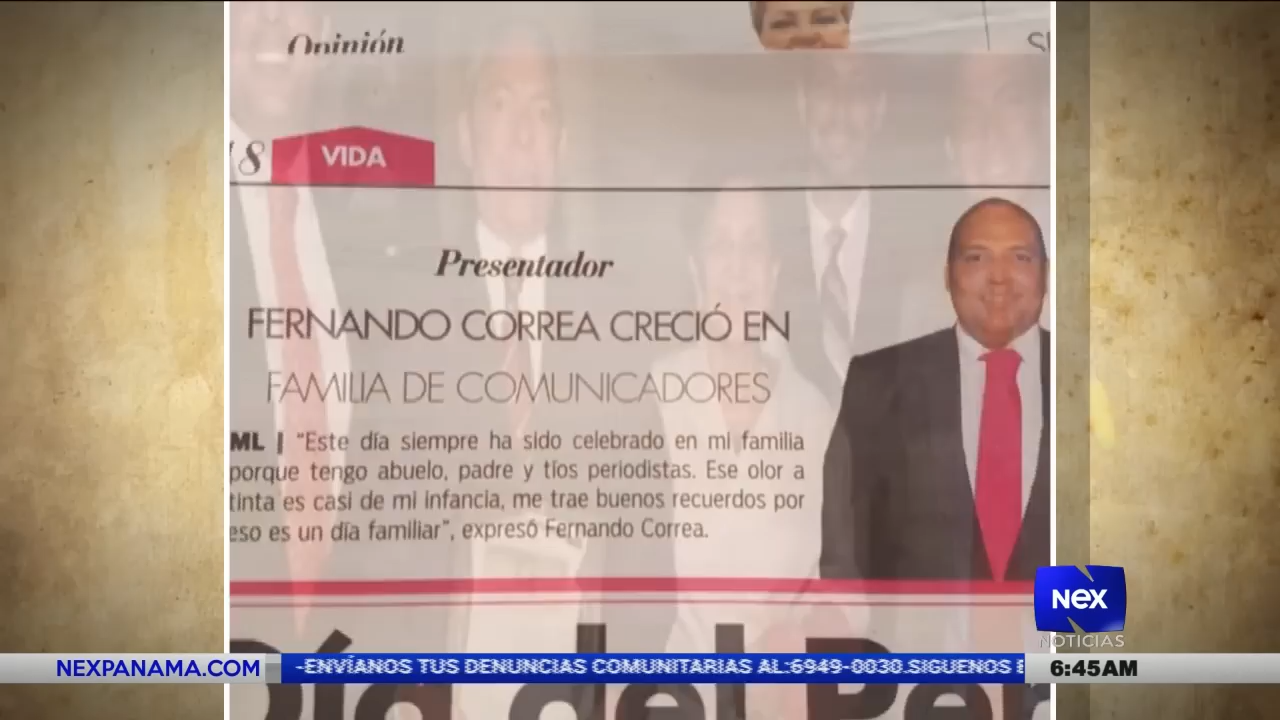 Opinión
18
VIDA
Presentador
FERNANDO CORREA CRECIÓ EN
FAMILIA DE COMUNICADORES
ML | “Este día siempre ha sido celebrado en mi familia
porque tengo abuelo, padre y tíos periodistas. Ese olor a
tinta es casi de mi infancia, me trae buenos recuerdos por
eso es un día familiar”, expresó Fernando Correa.
Día del Per
nex
NOTICIAS
NEXPANAMA.COM
-ENVÍANOS TUS DENUNCIAS COMUNITARIAS AL:6949-0030.SIGUENOS E
6:45AM